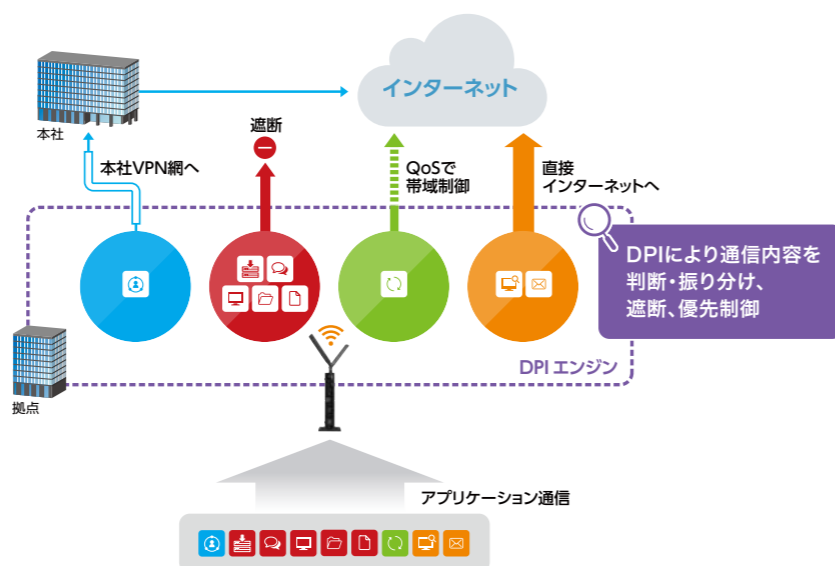 インターネット
本社
遮断
本社VPN網へ
QoSで
帯域制御
直接
インターネットへ
DPIにより通信内容を
判断・振り分け、
遮断、優先制御
DPI エンジン
拠点
アプリケーション通信